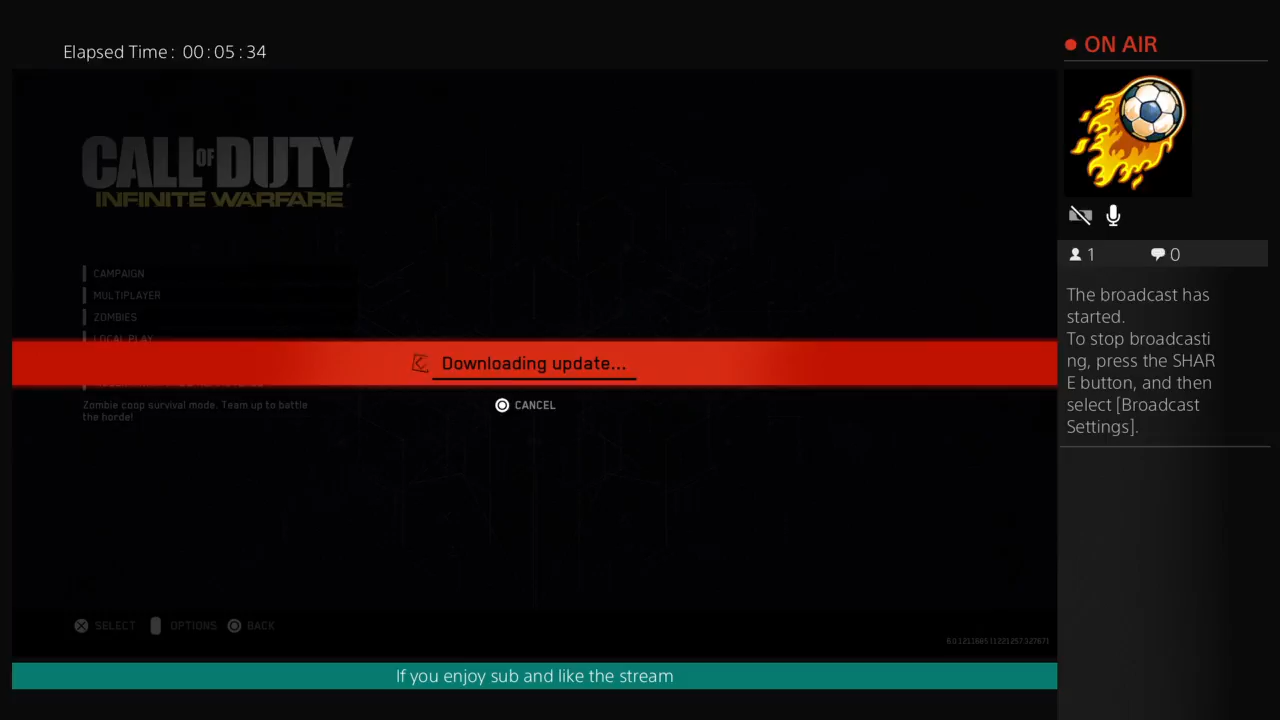 Elapsed Time: 00:05:34
ON AIR
CALL OF DUTY
INFINITE WARFARE
1 0
CAMPAIGN
MULTIPLAYER
ZOMBIES
LOCAL PLAY
The broadcast has
started.
To stop broadcasti
ng, press the SHAR
E button, and then
select [Broadcast
Settings].
Downloading update...
CANCEL
Zombie coop survival mode. Team up to battle
the horde!
SELECT OPTIONS BACK
If you enjoy sub and like the stream